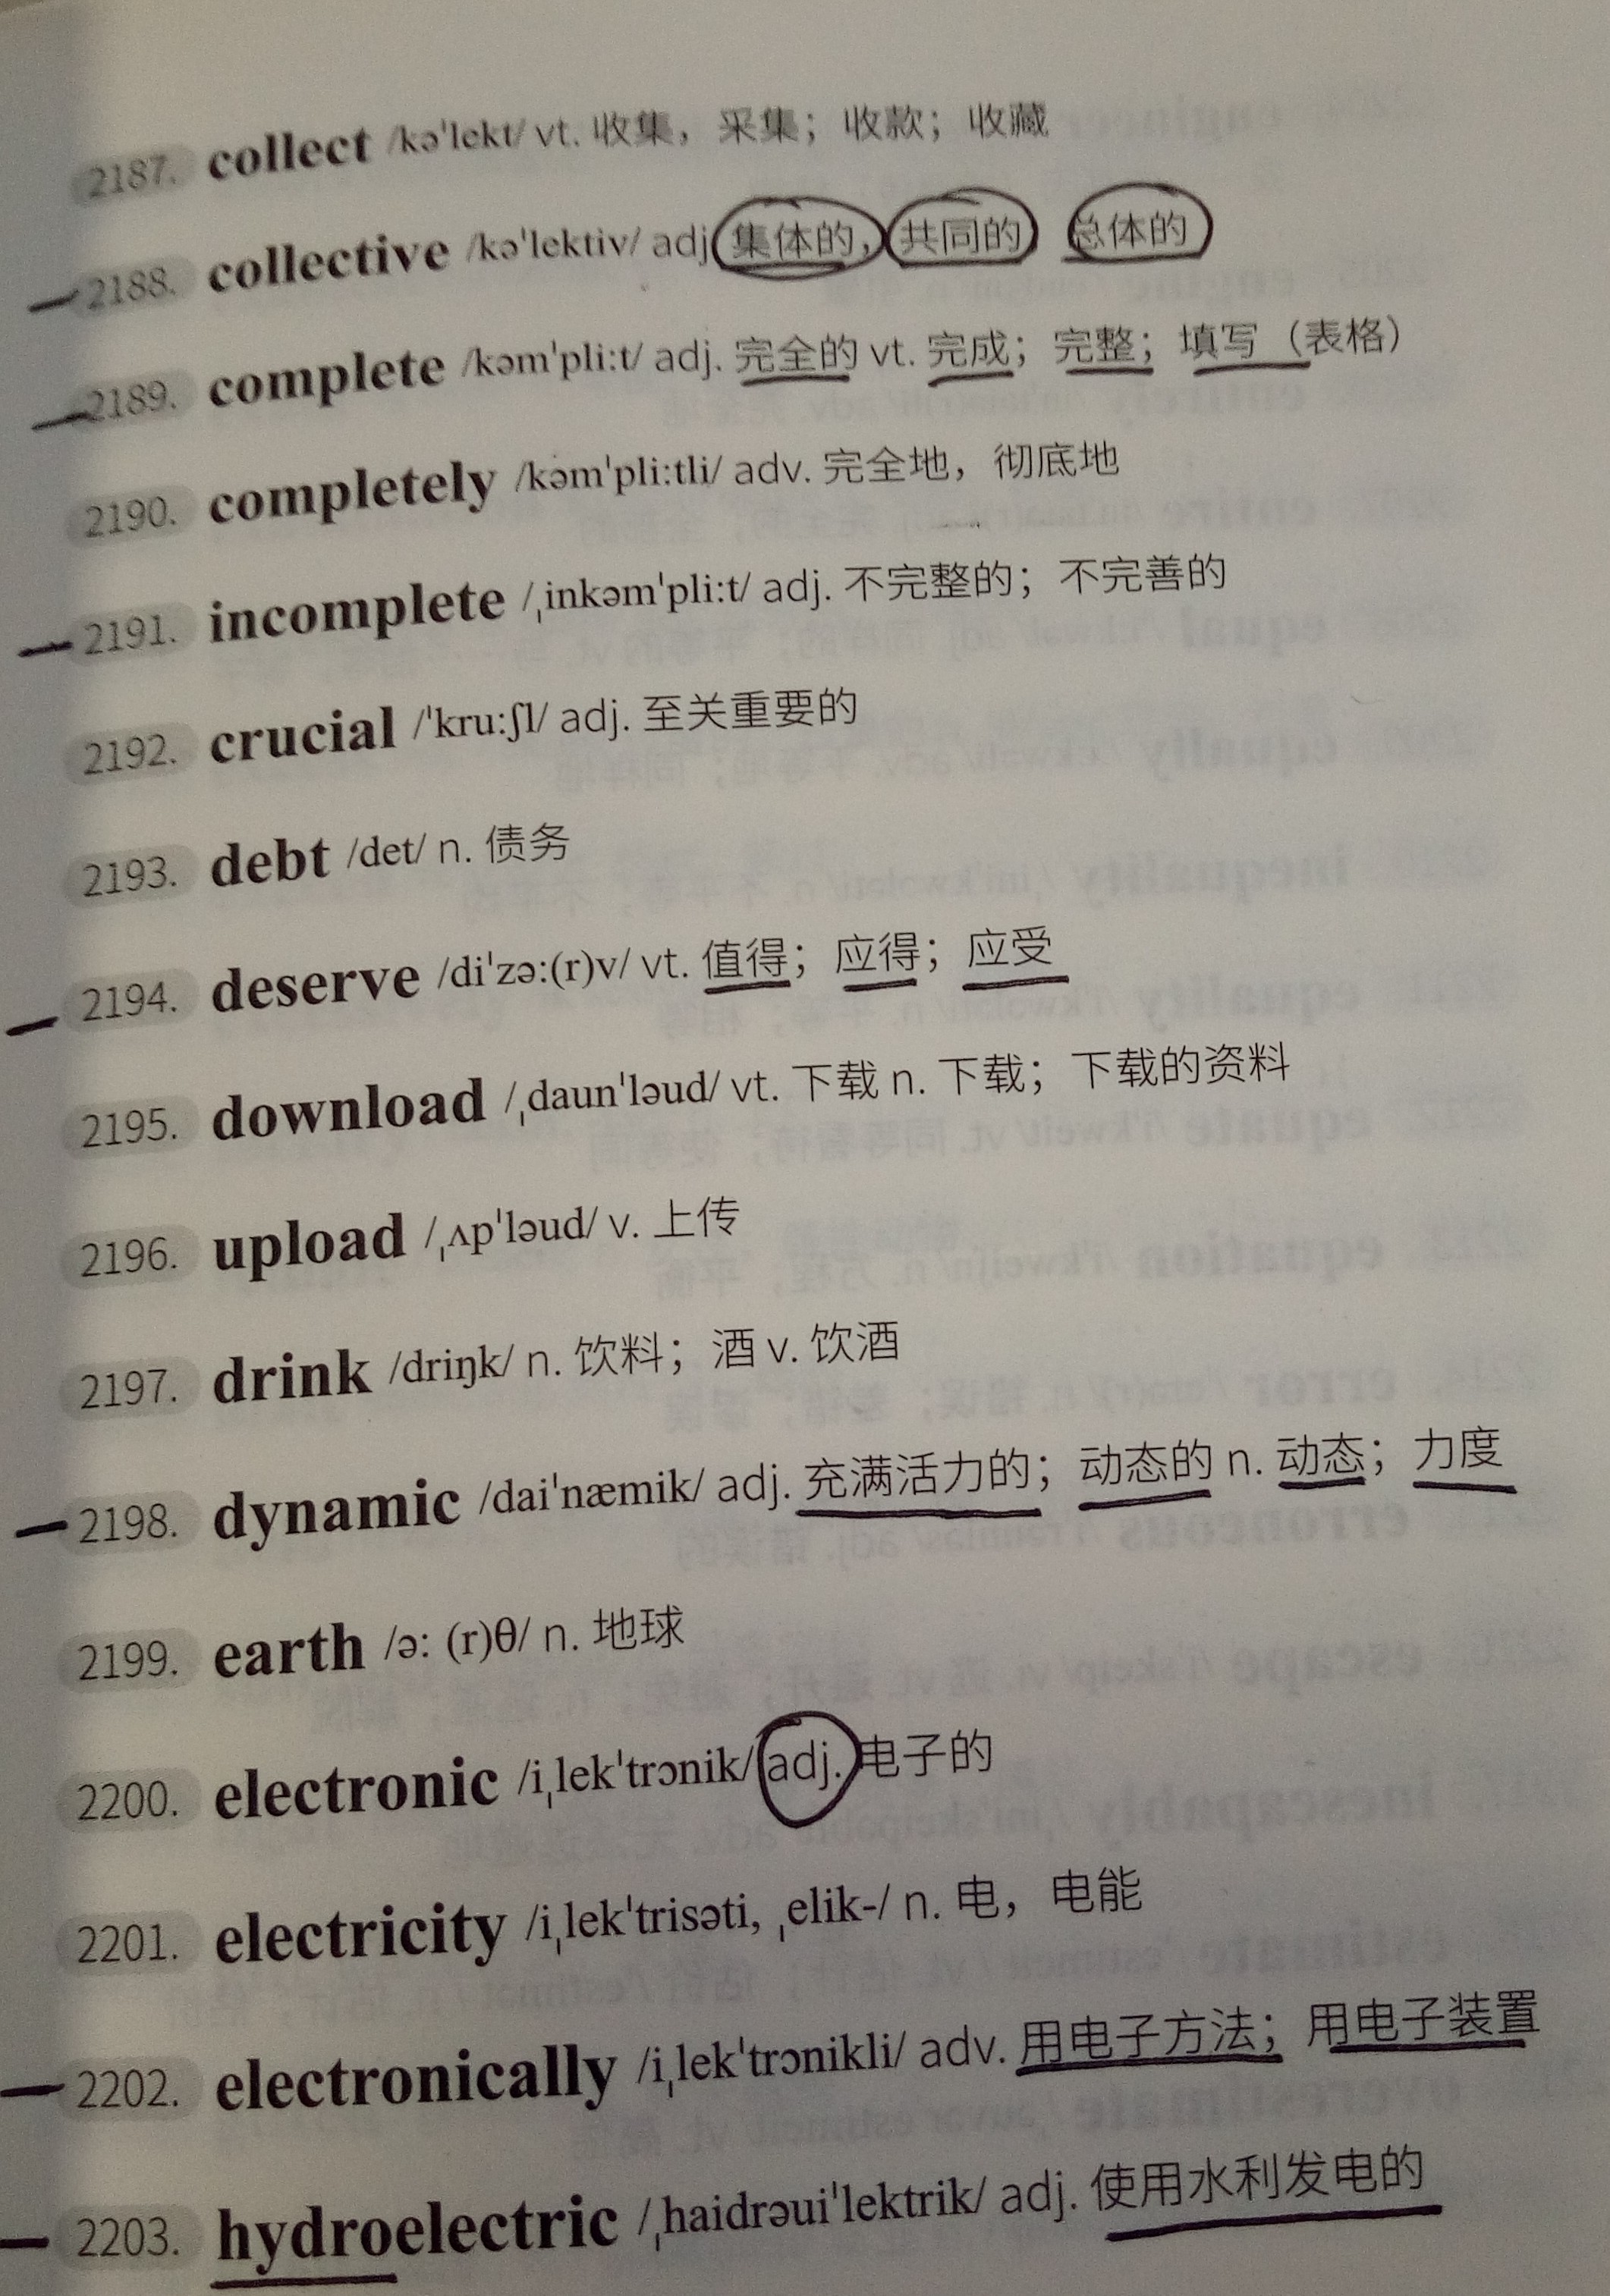 2187. collect /kə'lekt/ vt. 收集，采集；收款；收藏
2188. collective /kə'lektiv/ adj 集体的，共同的 总体的
2189. complete /kəm'pli:t/ adj. 完全的 vt. 完成；完整；填写（表格）
2190. completely /kəm'pli:tli/ adv. 完全地，彻底地
2191. incomplete /ˌinkəm'pli:t/ adj. 不完整的；不完善的
2192. crucial /'kru:ʃl/ adj. 至关重要的
2193. debt /det/ n. 债务
2194. deserve /di'zə:(r)v/ vt. 值得；应得；应受
2195. download /ˌdaun'ləud/ vt. 下载 n. 下载；下载的资料
2196. upload /ˌʌp'ləud/ v. 上传
2197. drink /driŋk/ n. 饮料；酒 v. 饮酒
2198. dynamic /dai'næmik/ adj. 充满活力的；动态的 n. 动态；力度
2199. earth /ə: (r)θ/ n. 地球
2200. electronic /iˌlek'trɔnik/ adj. 电子的
2201. electricity /iˌlek'trisəti, ˌelik-/ n. 电，电能
2202. electronically /iˌlek'trɔnikli/ adv. 用电子方法；用电子装置
2203. hydroelectric /ˌhaidrəui'lektrik/ adj. 使用水利发电的